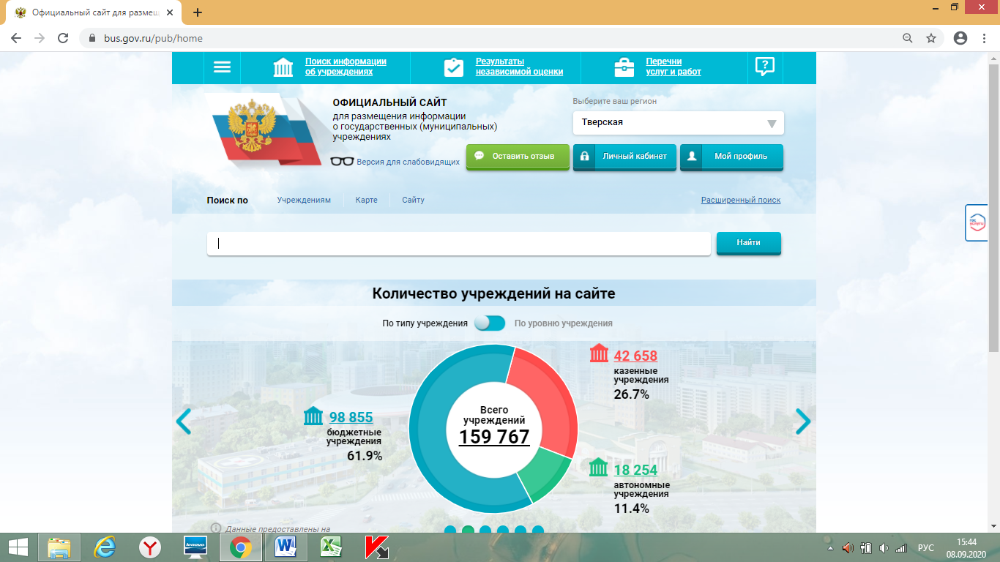 Официальный сайт для размещ
bus.gov.ru/pub/home
Поиск информации
об учреждениях
Результаты
независимой оценки
Перечни
услуг и работ
ОФИЦИАЛЬНЫЙ САЙТ
для размещения информации
о государственных (муниципальных)
учреждениях
Версия для слабовидящих
Выберите ваш регион
Тверская
Оставить отзыв
Личный кабинет
Мой профиль
Поиск по
Учреждениям
Карте
Сайту
Расширенный поиск
Найти
Количество учреждений на сайте
По типу учреждения
По уровню учреждения
42 658
казенные
учреждения
26.7%
98 855
бюджетные
учреждения
61.9%
Всего
учреждений
159 767
18 254
автономные
учреждения
11.4%
Данные предоставлены на
lenovo
РУС
15:44
08.09.2020